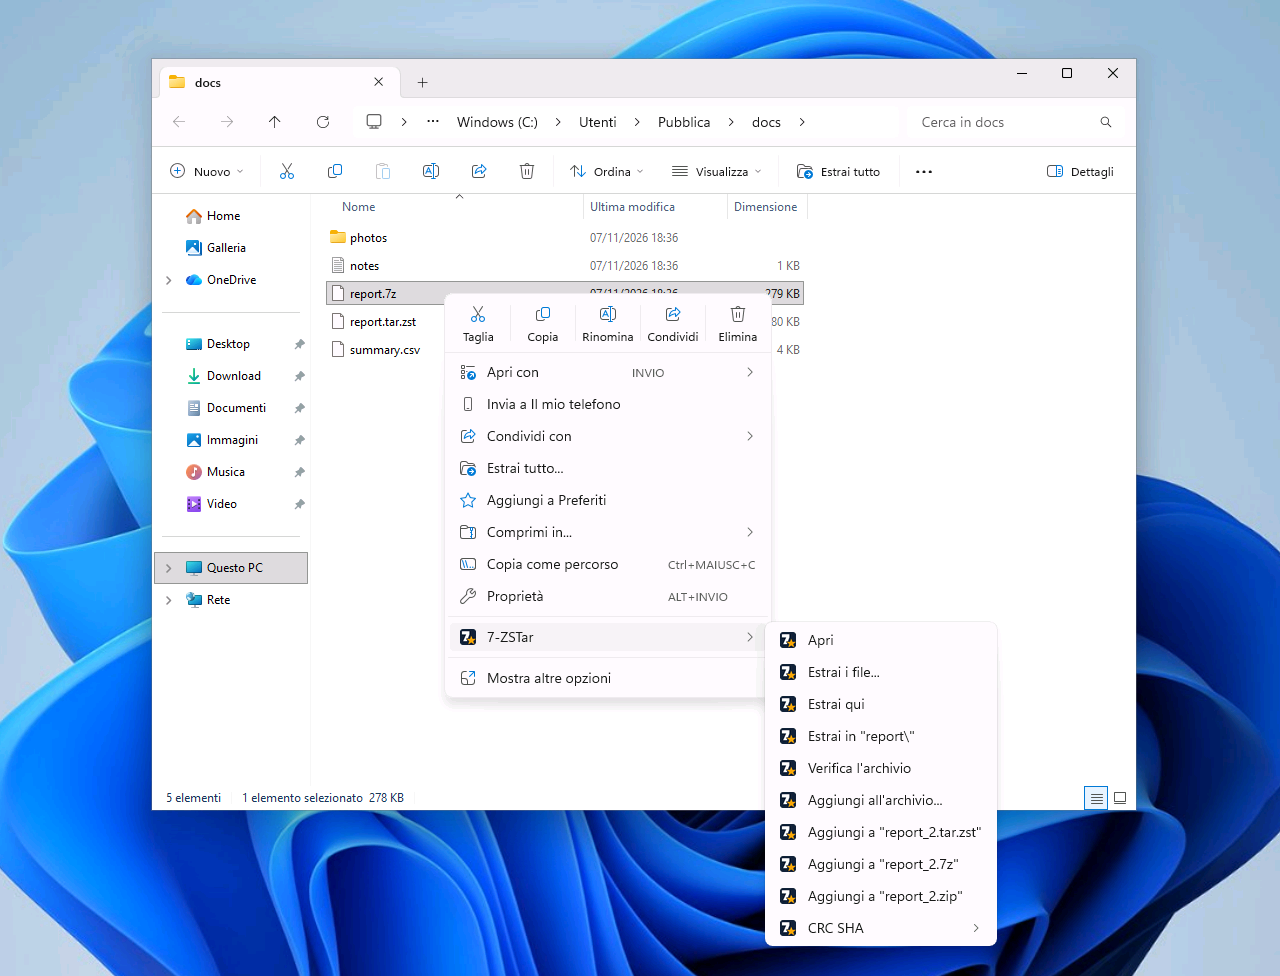 docs
Windows (C:) Utenti Pubblica docs
Cerca in docs
Nuovo Ordina Visualizza Estrai tutto Dettagli
Home
Galleria
OneDrive
Desktop
Download
Documenti
Immagini
Musica
Video
Questo PC
Rete
Nome Ultima modifica Dimensione
photos 07/11/2026 18:36
notes 07/11/2026 18:36 1 KB
report.7z 07/11/2026 18:36 279 KB
report.tar.zst 80 KB
summary.csv 4 KB
Taglia Copia Rinomina Condividi Elimina
Apri con INVIO
Invia a Il mio telefono
Condividi con
Estrai tutto...
Aggiungi a Preferiti
Comprimi in...
Copia come percorso Ctrl+MAIUSC+C
Proprietà ALT+INVIO
7-ZSTar
Mostra altre opzioni
Apri
Estrai i file...
Estrai qui
Estrai in "report\"
Verifica l'archivio
Aggiungi all'archivio...
Aggiungi a "report_2.tar.zst"
Aggiungi a "report_2.7z"
Aggiungi a "report_2.zip"
CRC SHA
5 elementi 1 elemento selezionato 278 KB